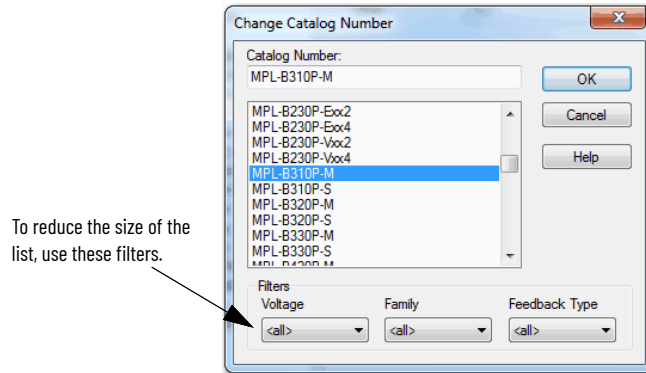 Change Catalog Number
Catalog Number:
MPL-B310P-M
OK
MPL-B230P-Exx2
MPL-B230P-Exx4
MPL-B230P-Vxx2
MPL-B230P-Vxx4
MPL-B310P-M
MPL-B310P-S
MPL-B320P-M
MPL-B320P-S
MPL-B330P-M
MPL-B330P-S
MPL-B420P-M
Cancel
Help
To reduce the size of the
list, use these filters.
Filters
Voltage Family Feedback Type
<all> <all> <all>